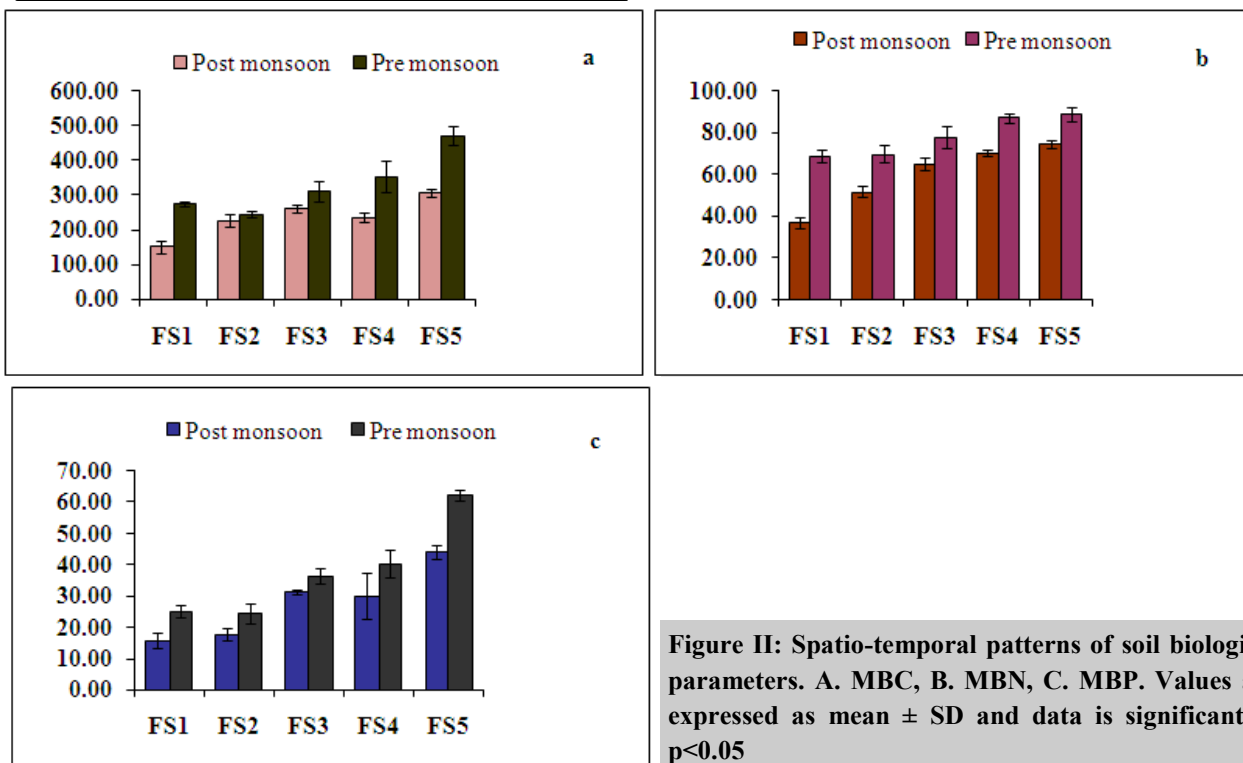 Post monsoon Pre monsoon
a
600.00
500.00
400.00
300.00
200.00
100.00
0.00
FS1 FS2 FS3 FS4 FS5
Post monsoon Pre monsoon
b
100.00
80.00
60.00
40.00
20.00
0.00
FS1 FS2 FS3 FS4 FS5
Post monsoon Pre monsoon
c
70.00
60.00
50.00
40.00
30.00
20.00
10.00
0.00
FS1 FS2 FS3 FS4 FS5
Figure II: Spatio-temporal patterns of soil
parameters. A. MBC, B. MBN, C. MBP. Values
expressed as mean ± SD and data is significant
p<0.05